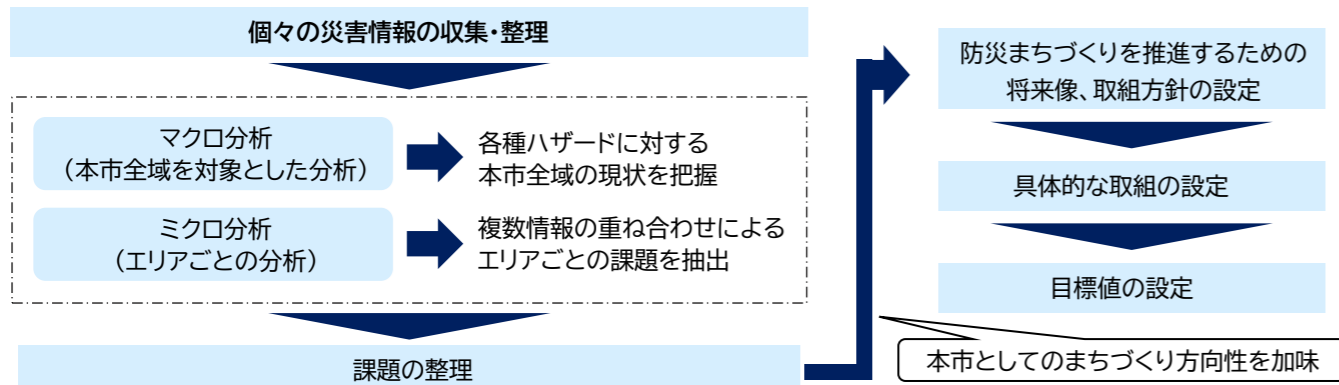 個々の災害情報の収集・整理
マクロ分析
（本市全域を対象とした分析）
各種ハザードに対する
本市全域の現状を把握
ミクロ分析
（エリアごとの分析）
複数情報の重ね合わせによる
エリアごとの課題を抽出
課題の整理
防災まちづくりを推進するための
将来像、取組方針の設定
具体的な取組の設定
目標値の設定
本市としてのまちづくり方向性を加味